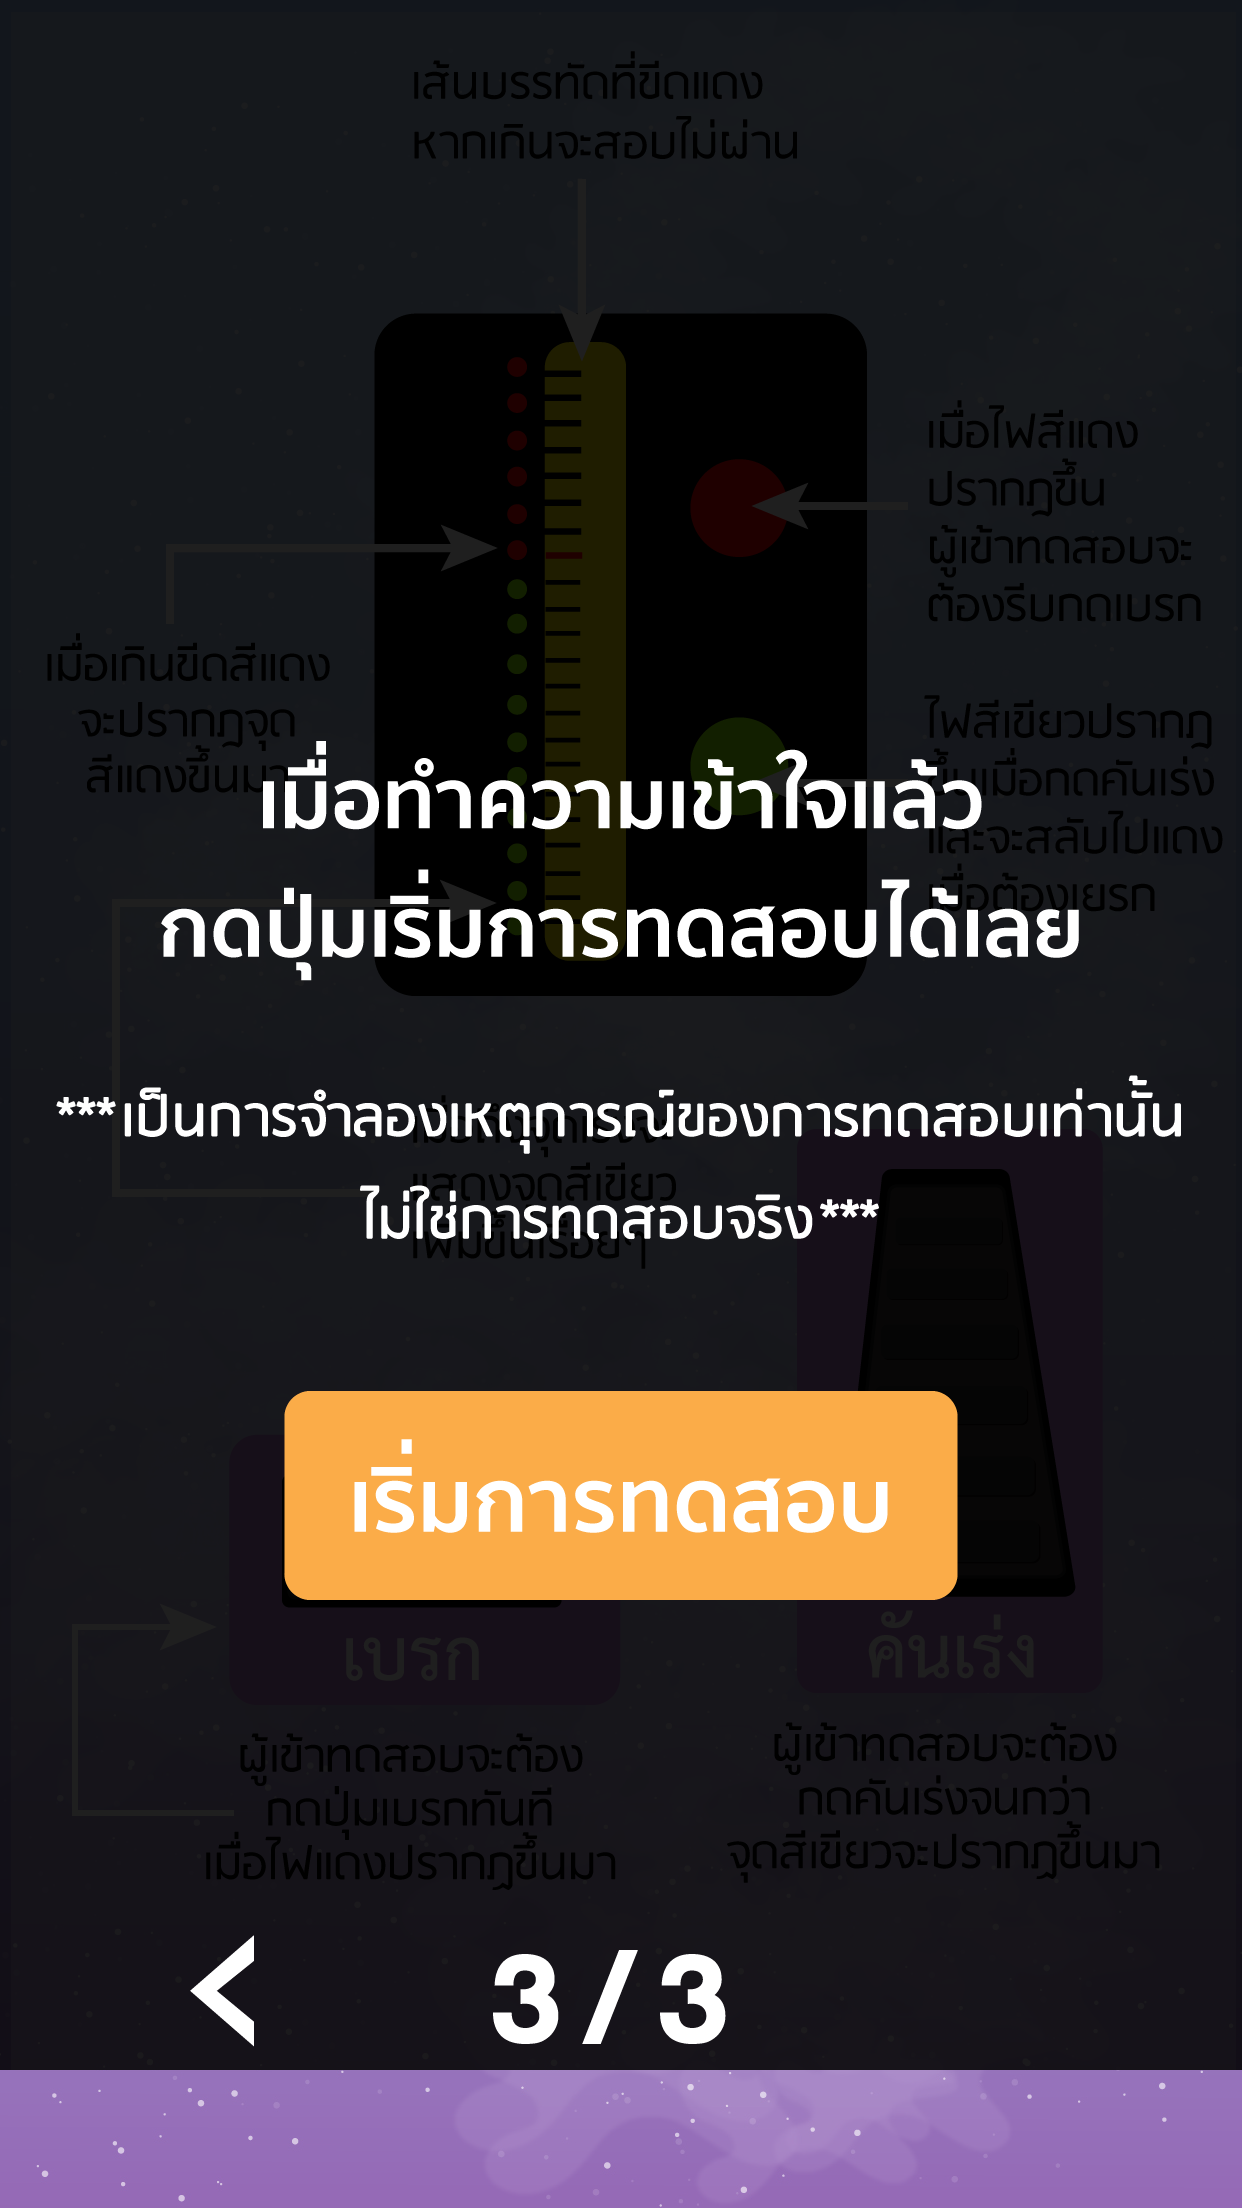 เส้นบรรทัดที่ขีดแดง
หากเกินจะสอบไม่ผ่าน
เมื่อไฟสีแดง
ปรากฎขึ้น
ผู้เข้าทดสอบจะ
ต้องรีบกดเบรก
เมื่อเกินขีดสีแดง
จะปรากฎจุด
สีแดงขึ้นมา
ไฟสีเขียวปรากฎ
ขึ้นเมื่อกดคันเร่ง
และจะสลับไปแดง
เมื่อต้องเยรก
เมื่อทำความเข้าใจแล้ว
กดปุ่มเริ่มการทดสอบได้เลย
***เป็นการจำลองเหตุการณ์ของการทดสอบเท่านั้น
ไม่ใช่การทดสอบจริง***
แสดงจุดสีเขียว
เพิ่มขึ้นเรื่อยๆ
เริ่มการทดสอบ
เบรก
คันเร่ง
ผู้เข้าทดสอบจะต้อง
กดปุ่มเบรกทันที
เมื่อไฟแดงปรากฏขึ้นมา
ผู้เข้าทดสอบจะต้อง
กดคันเร่งจนกว่า
จุดสีเขียวจะปรากฏขึ้นมา
3/3